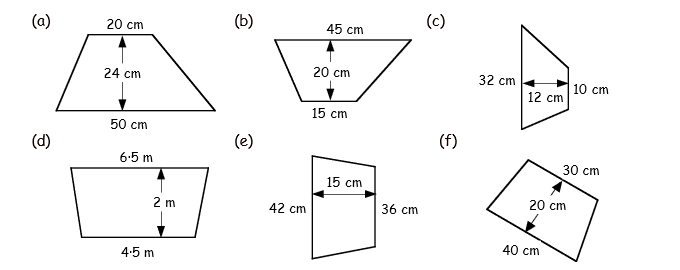 (a)
20 cm
24 cm
50 cm
(b)
45 cm
20 cm
15 cm
(c)
32 cm
12 cm
10 cm
(d)
6·5 m
2 m
4·5 m
(e)
15 cm
42 cm
36 cm
(f)
30 cm
20 cm
40 cm